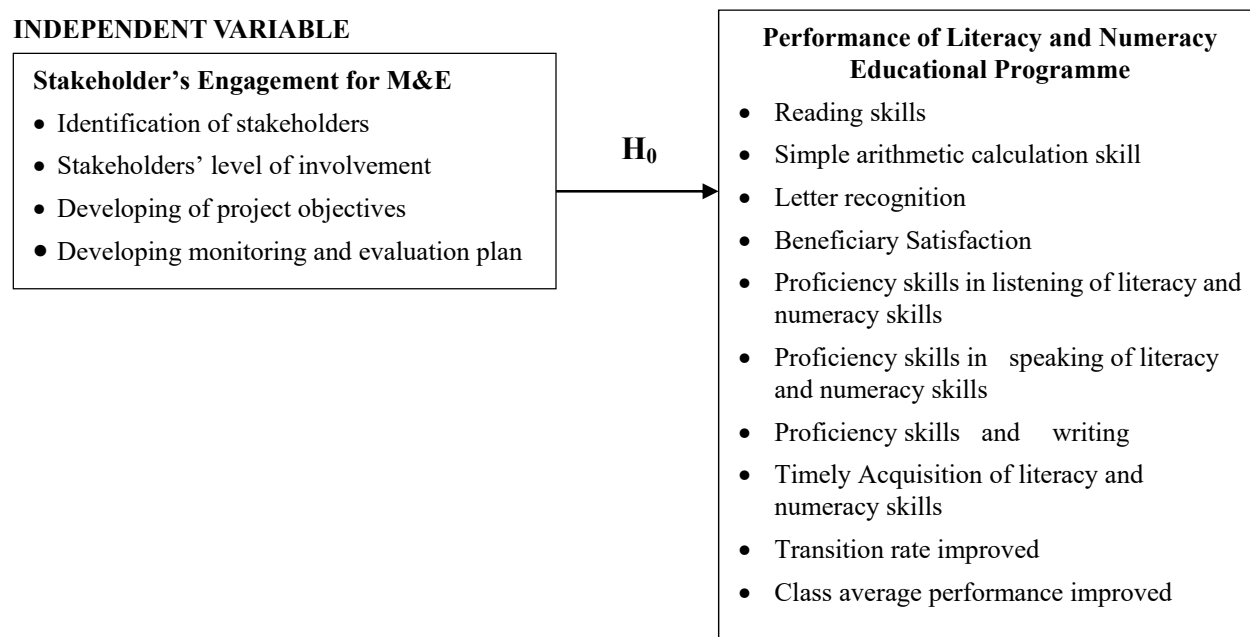 INDEPENDENT VARIABLE
Stakeholder’s Engagement for M&E
• Identification of stakeholders
• Stakeholders’ level of involvement
• Developing of project objectives
• Developing monitoring and evaluation plan
H₀
Performance of Literacy and Numeracy
Educational Programme
• Reading skills
• Simple arithmetic calculation skill
• Letter recognition
• Beneficiary Satisfaction
• Proficiency skills in listening of literacy and
numeracy skills
• Proficiency skills in speaking of literacy
and numeracy skills
• Proficiency skills and writing
• Timely Acquisition of literacy and
numeracy skills
• Transition rate improved
• Class average performance improved